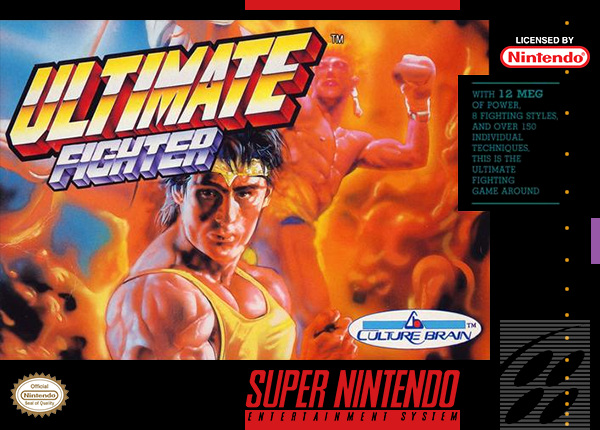 ULTIMATE TM
FIGHTER
LICENSED BY
Nintendo®
WITH 12 MEG
OF POWER,
8 FIGHTING STYLES,
AND OVER 150
INDIVIDUAL
TECHNIQUES,
THIS IS THE
ULTIMATE
FIGHTING
GAME AROUND
CULTURE BRAIN TM
Official
Nintendo
Seal of Quality
SUPER NINTENDO
ENTERTAINMENT SYSTEM